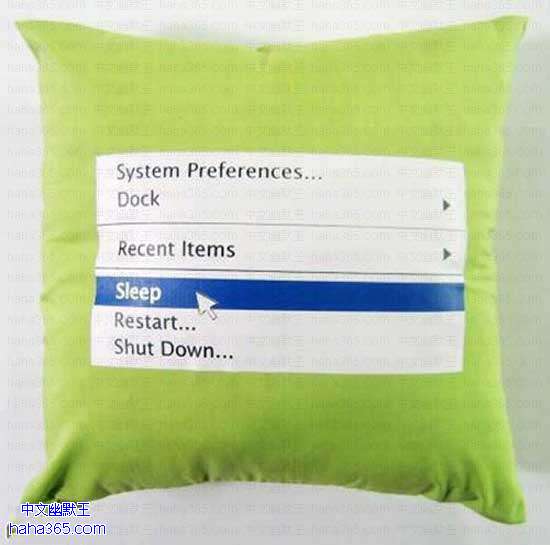 System Preferences...
Dock
Recent Items
Sleep
Restart...
Shut Down...
中文幽默王
haha365.com